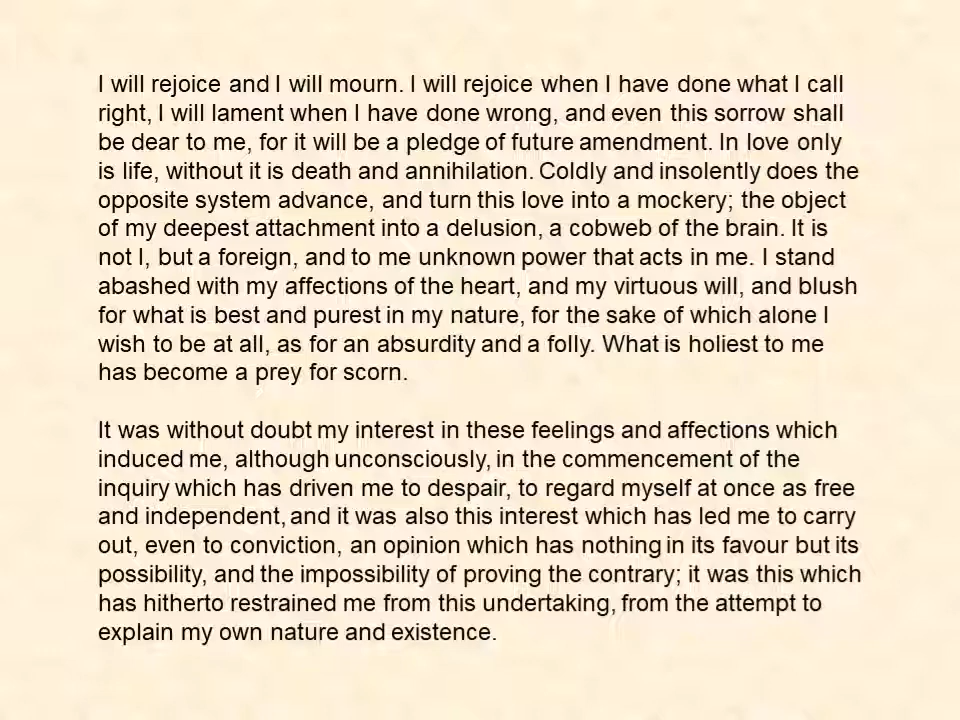 I will rejoice and I will mourn. I will rejoice when I have done what I call
right, I will lament when I have done wrong, and even this sorrow shall
be dear to me, for it will be a pledge of future amendment. In love only
is life, without it is death and annihilation. Coldly and insolently does the
opposite system advance, and turn this love into a mockery; the object
of my deepest attachment into a delusion, a cobweb of the brain. It is
not I, but a foreign, and to me unknown power that acts in me. I stand
abashed with my affections of the heart, and my virtuous will, and blush
for what is best and purest in my nature, for the sake of which alone I
wish to be at all, as for an absurdity and a folly. What is holiest to me
has become a prey for scorn.

It was without doubt my interest in these feelings and affections which
induced me, although unconsciously, in the commencement of the
inquiry which has driven me to despair, to regard myself at once as free
and independent, and it was also this interest which has led me to carry
out, even to conviction, an opinion which has nothing in its favour but its
possibility, and the impossibility of proving the contrary; it was this which
has hitherto restrained me from this undertaking, from the attempt to
explain my own nature and existence.